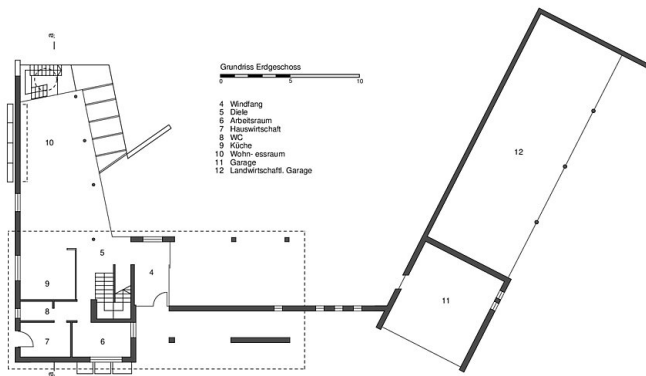 Grundriss Erdgeschoss
0 5 10
4 Windfang
5 Diele
6 Arbeitsraum
7 Hauswirtschaft
8 WC
9 Küche
10 Wohn- essraum
11 Garage
12 Landwirtschaftl. Garage
10
12
5
4
9
11
8
7
6